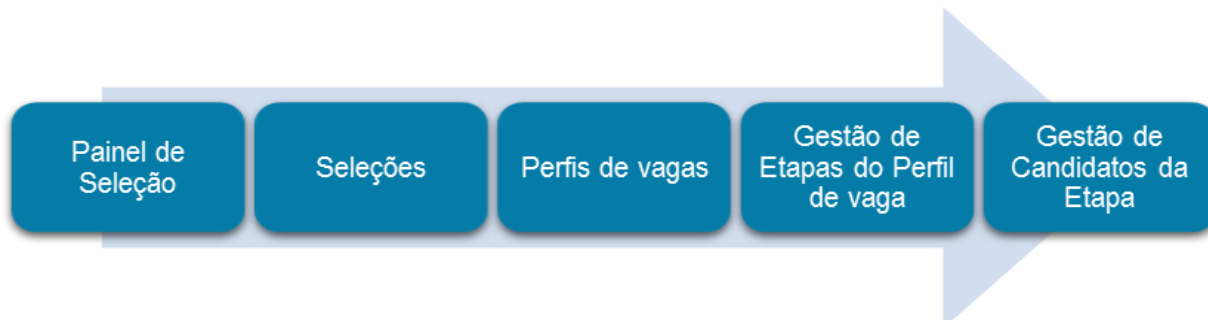 Painel de
Seleção
Seleções
Perfis de vagas
Gestão de
Etapas do Perfil
de vaga
Gestão de
Candidatos da
Etapa